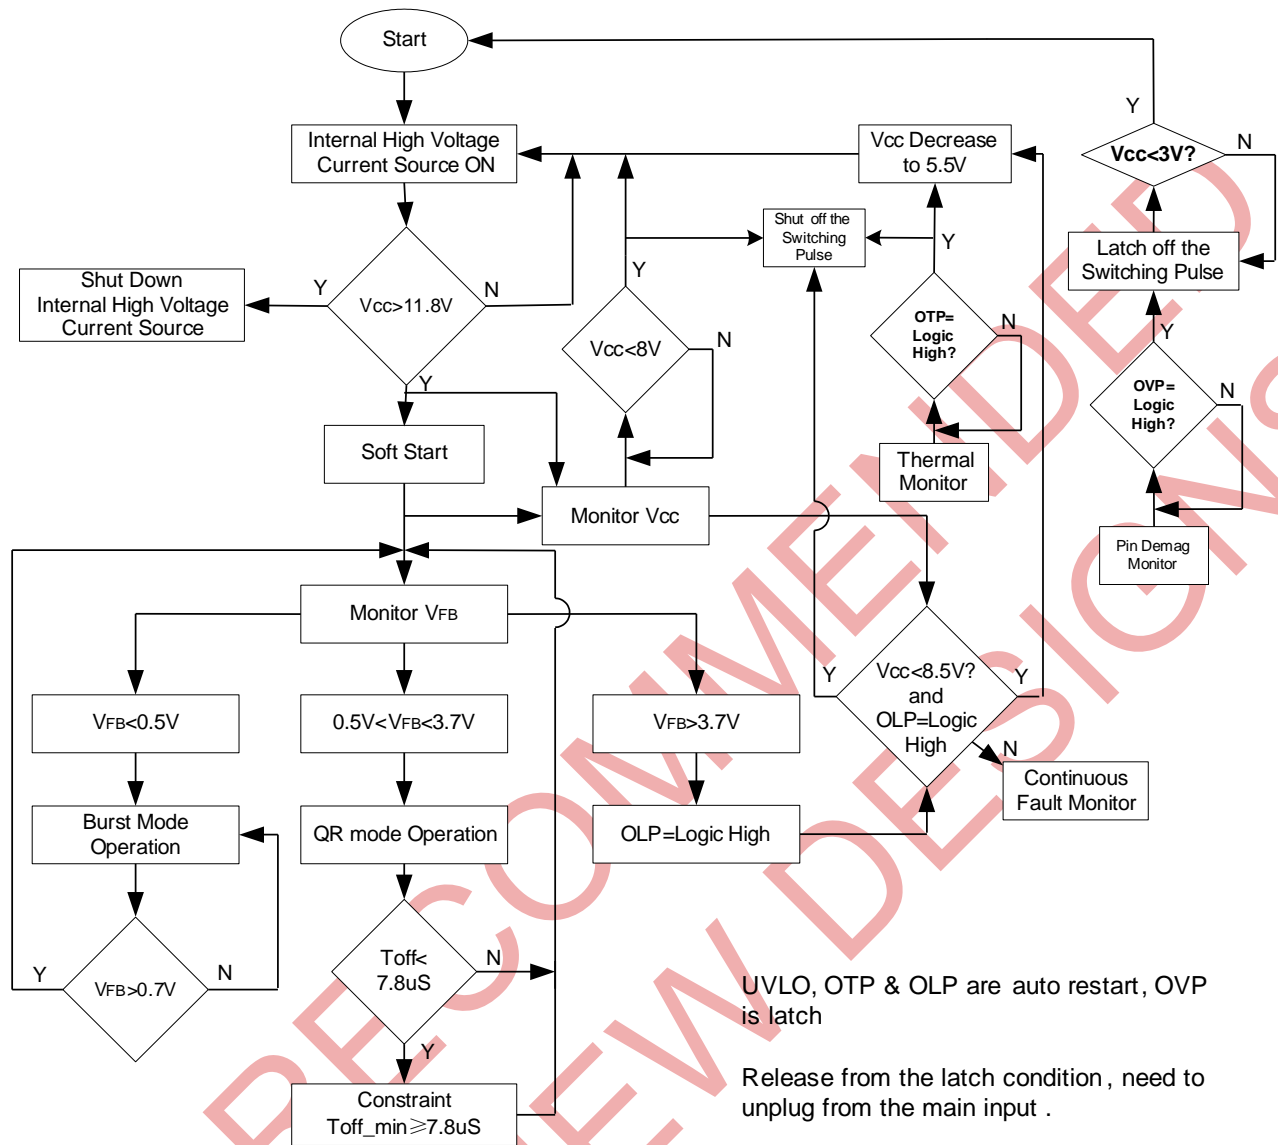 Start
Y
Internal High Voltage
Current Source ON
Vcc Decrease
to 5.5V
Vcc<3V?
N
Shut off the
Switching
Pulse
Y
Latch off the
Switching Pulse
Shut Down
Internal High Voltage
Current Source
Y
Vcc>11.8V
N
Y
Vcc<8V
N
OTP=
Logic
High?
N
Y
OVP=
Logic
High?
N
Y
Soft Start
Monitor Vcc
Thermal
Monitor
Pin Demag
Monitor
Monitor VFB
VFB<0.5V
0.5V<VFB<3.7V
VFB>3.7V
Y
Vcc<8.5V?
and
OLP=Logic
High
Y
N
Continuous
Fault Monitor
Burst Mode
Operation
QR mode Operation
OLP=Logic High
Y
VFB>0.7V
N
Toff<
7.8uS
N
Y
Constraint
Toff_min≥7.8uS
UVLO, OTP & OLP are auto restart, OVP
is latch
Release from the latch condition, need to
unplug from the main input .
RECOMMENDED
NEW DESIGNS